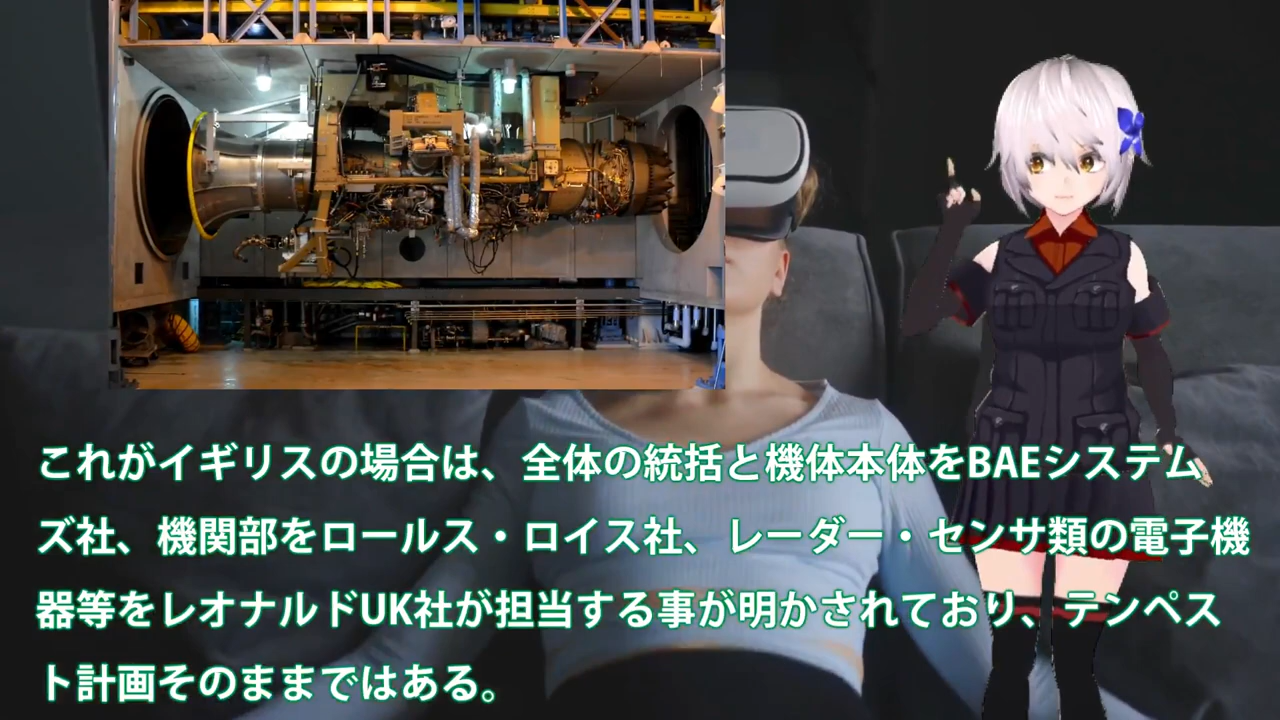 これがイギリスの場合は、全体の統括と機体本体をBAEシステム
ズ社、機関部をロールス・ロイス社、レーダー・センサ類の電子機
器等をレオナルドUK社が担当する事が明かされており、テンペス
ト計画そのままではある。